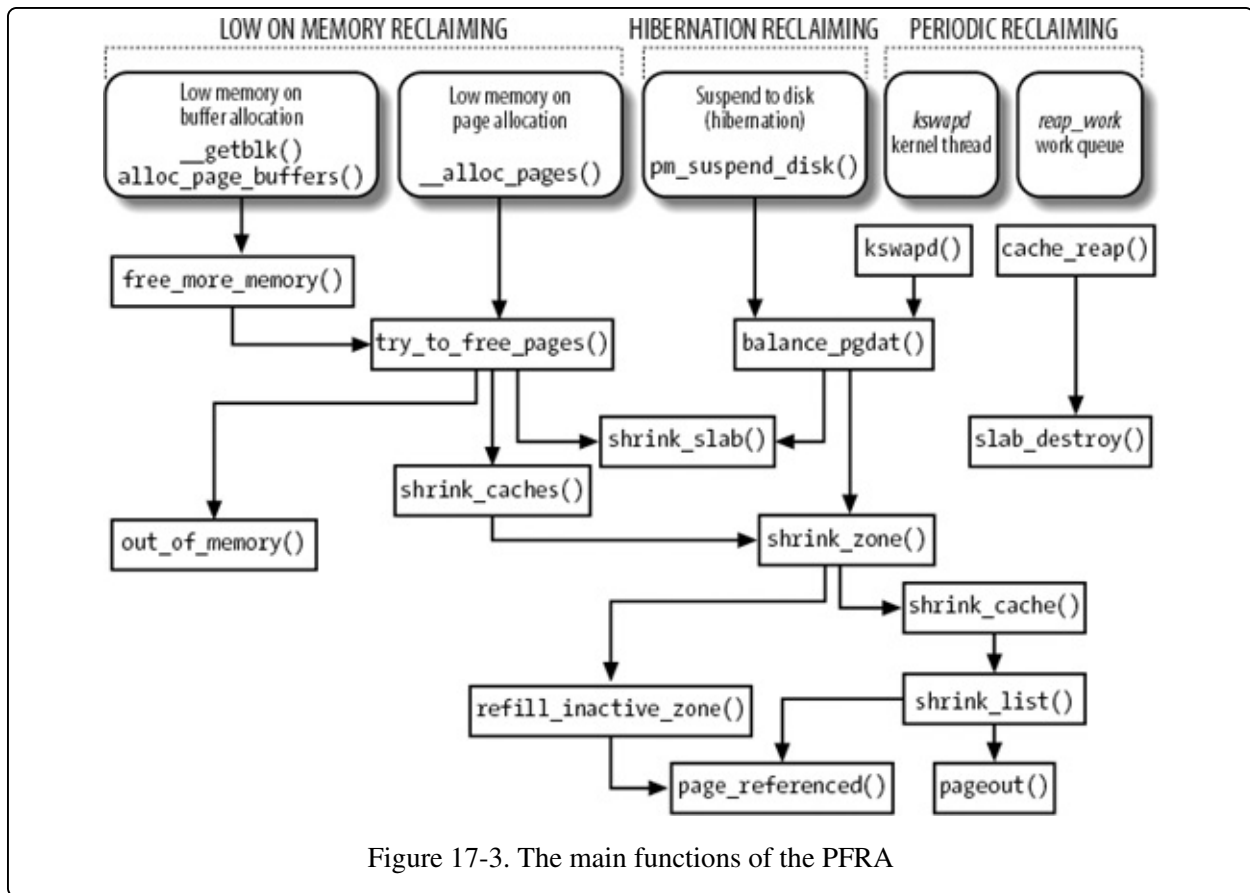 LOW ON MEMORY RECLAIMING
HIBERNATION RECLAIMING
PERIODIC RECLAIMING
Low memory on
buffer allocation
__getblk()
alloc_page_buffers()
Low memory on
page allocation
__alloc_pages()
Suspend to disk
(hibernation)
pm_suspend_disk()
kswapd
kernel thread
reap_work
work queue
kswapd()
cache_reap()
free_more_memory()
try_to_free_pages()
balance_pgdat()
shrink_slab()
slab_destroy()
shrink_caches()
out_of_memory()
shrink_zone()
shrink_cache()
refill_inactive_zone()
shrink_list()
page_referenced()
pageout()
Figure 17-3. The main functions of the PFRA